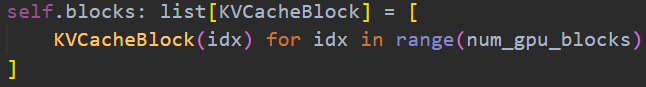 self.blocks: list[KVCacheBlock] = [
    KVCacheBlock(idx) for idx in range(num_gpu_blocks)
]